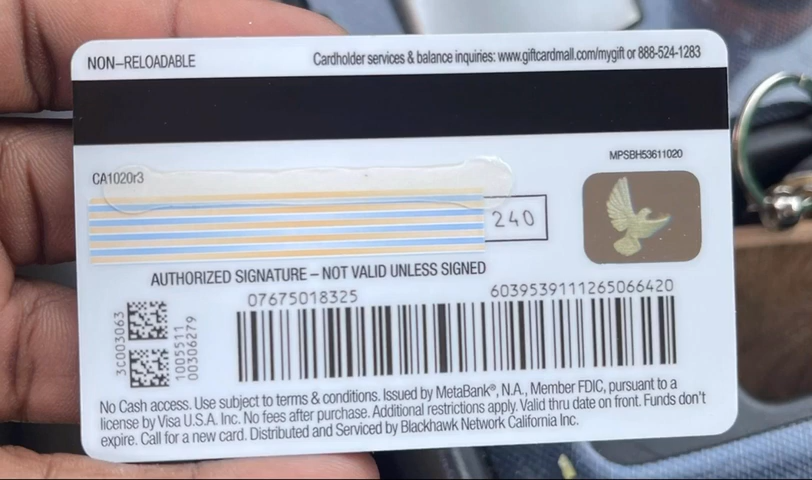 NON-RELOADABLE
Cardholder services & balance inquiries: www.giftcardmall.com/mygift or 888-524-1283
MPSBH53611020
CA1020r3
240
AUTHORIZED SIGNATURE – NOT VALID UNLESS SIGNED
07675018325
6039539111265066420
3C003063
1005511
00306279
No Cash access. Use subject to terms & conditions. Issued by MetaBank®, N.A., Member FDIC, pursuant to a
license by Visa U.S.A. Inc. No fees after purchase. Additional restrictions apply. Valid thru date on front. Funds don't
expire. Call for a new card. Distributed and Serviced by Blackhawk Network California Inc.